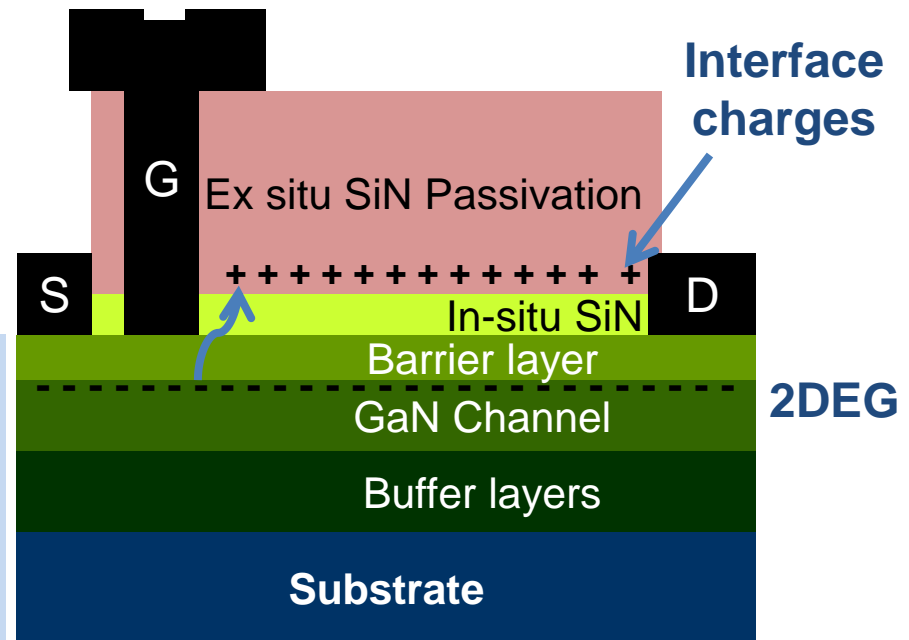 Interface
charges
G
Ex situ SiN Passivation
+ + + + + + + + + + + + +
S
D
In-situ SiN
Barrier layer
- - - - - - - - - - - - - - - - - - - - - - - - - - - - - - - - - - -
2DEG
GaN Channel
Buffer layers
Substrate